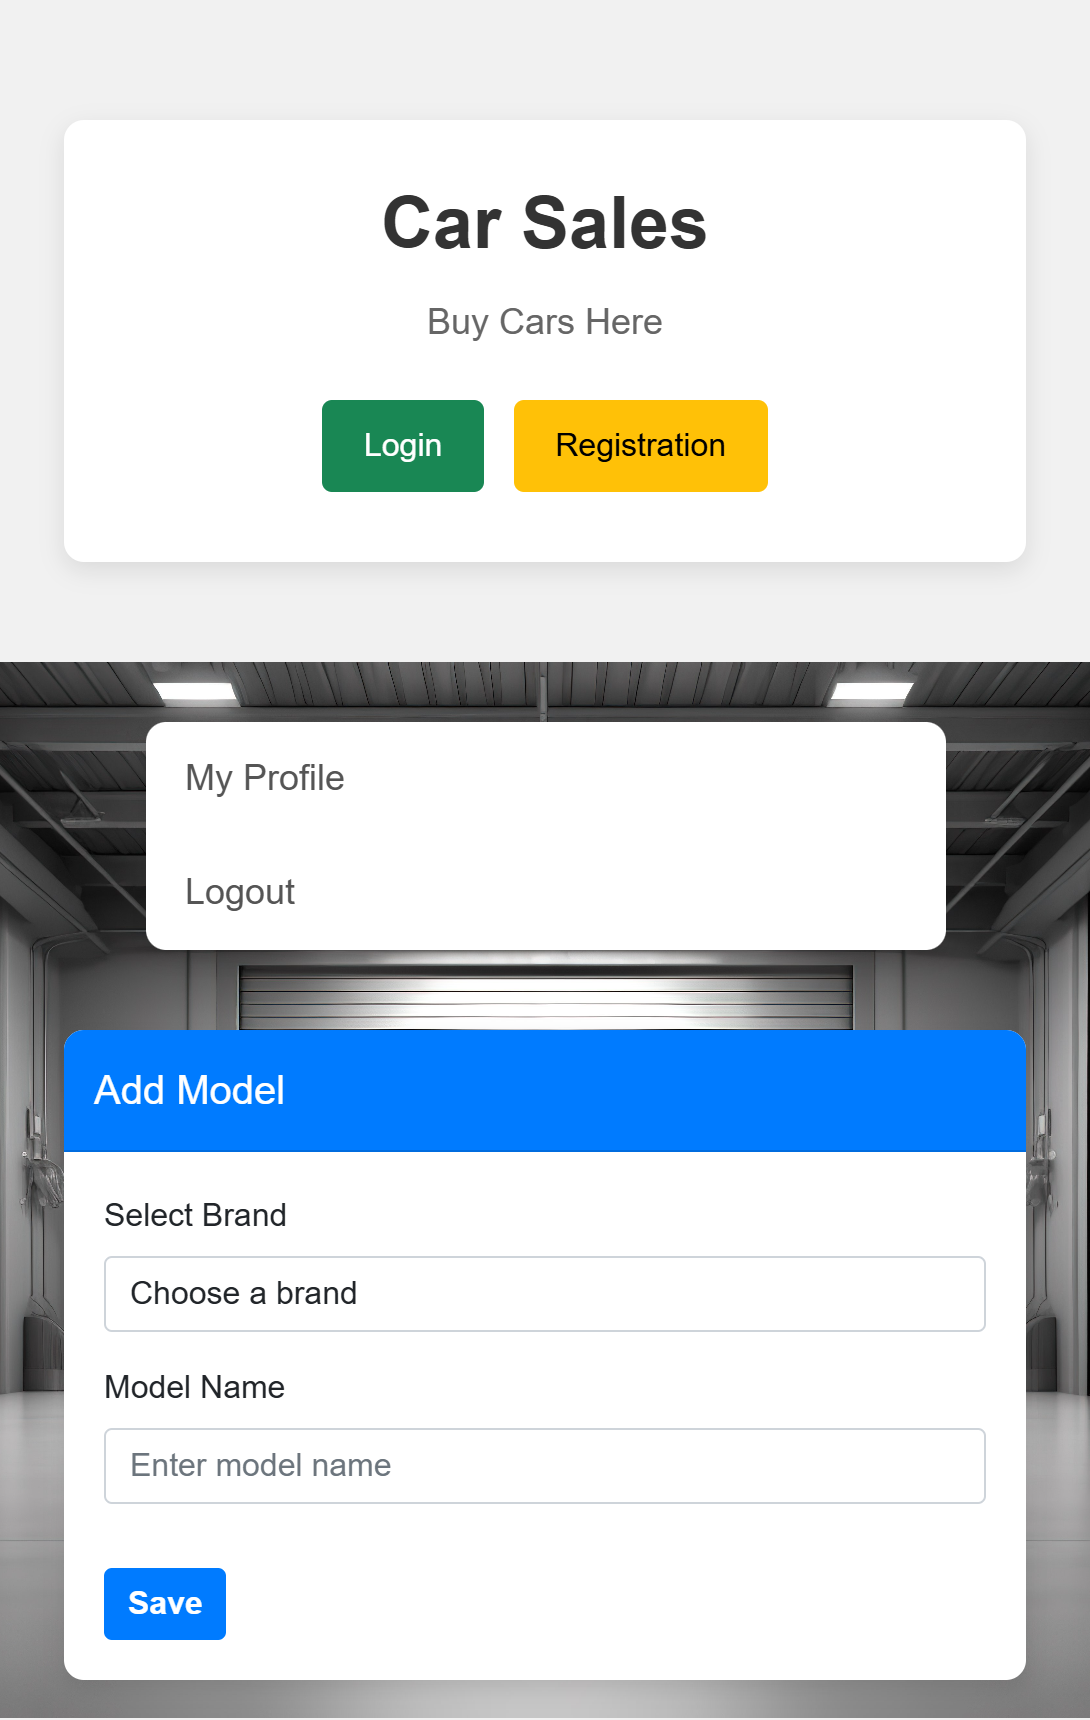 Car Sales
Buy Cars Here
Login Registration
My Profile
Logout
Add Model
Select Brand
Choose a brand
Model Name
Enter model name
Save